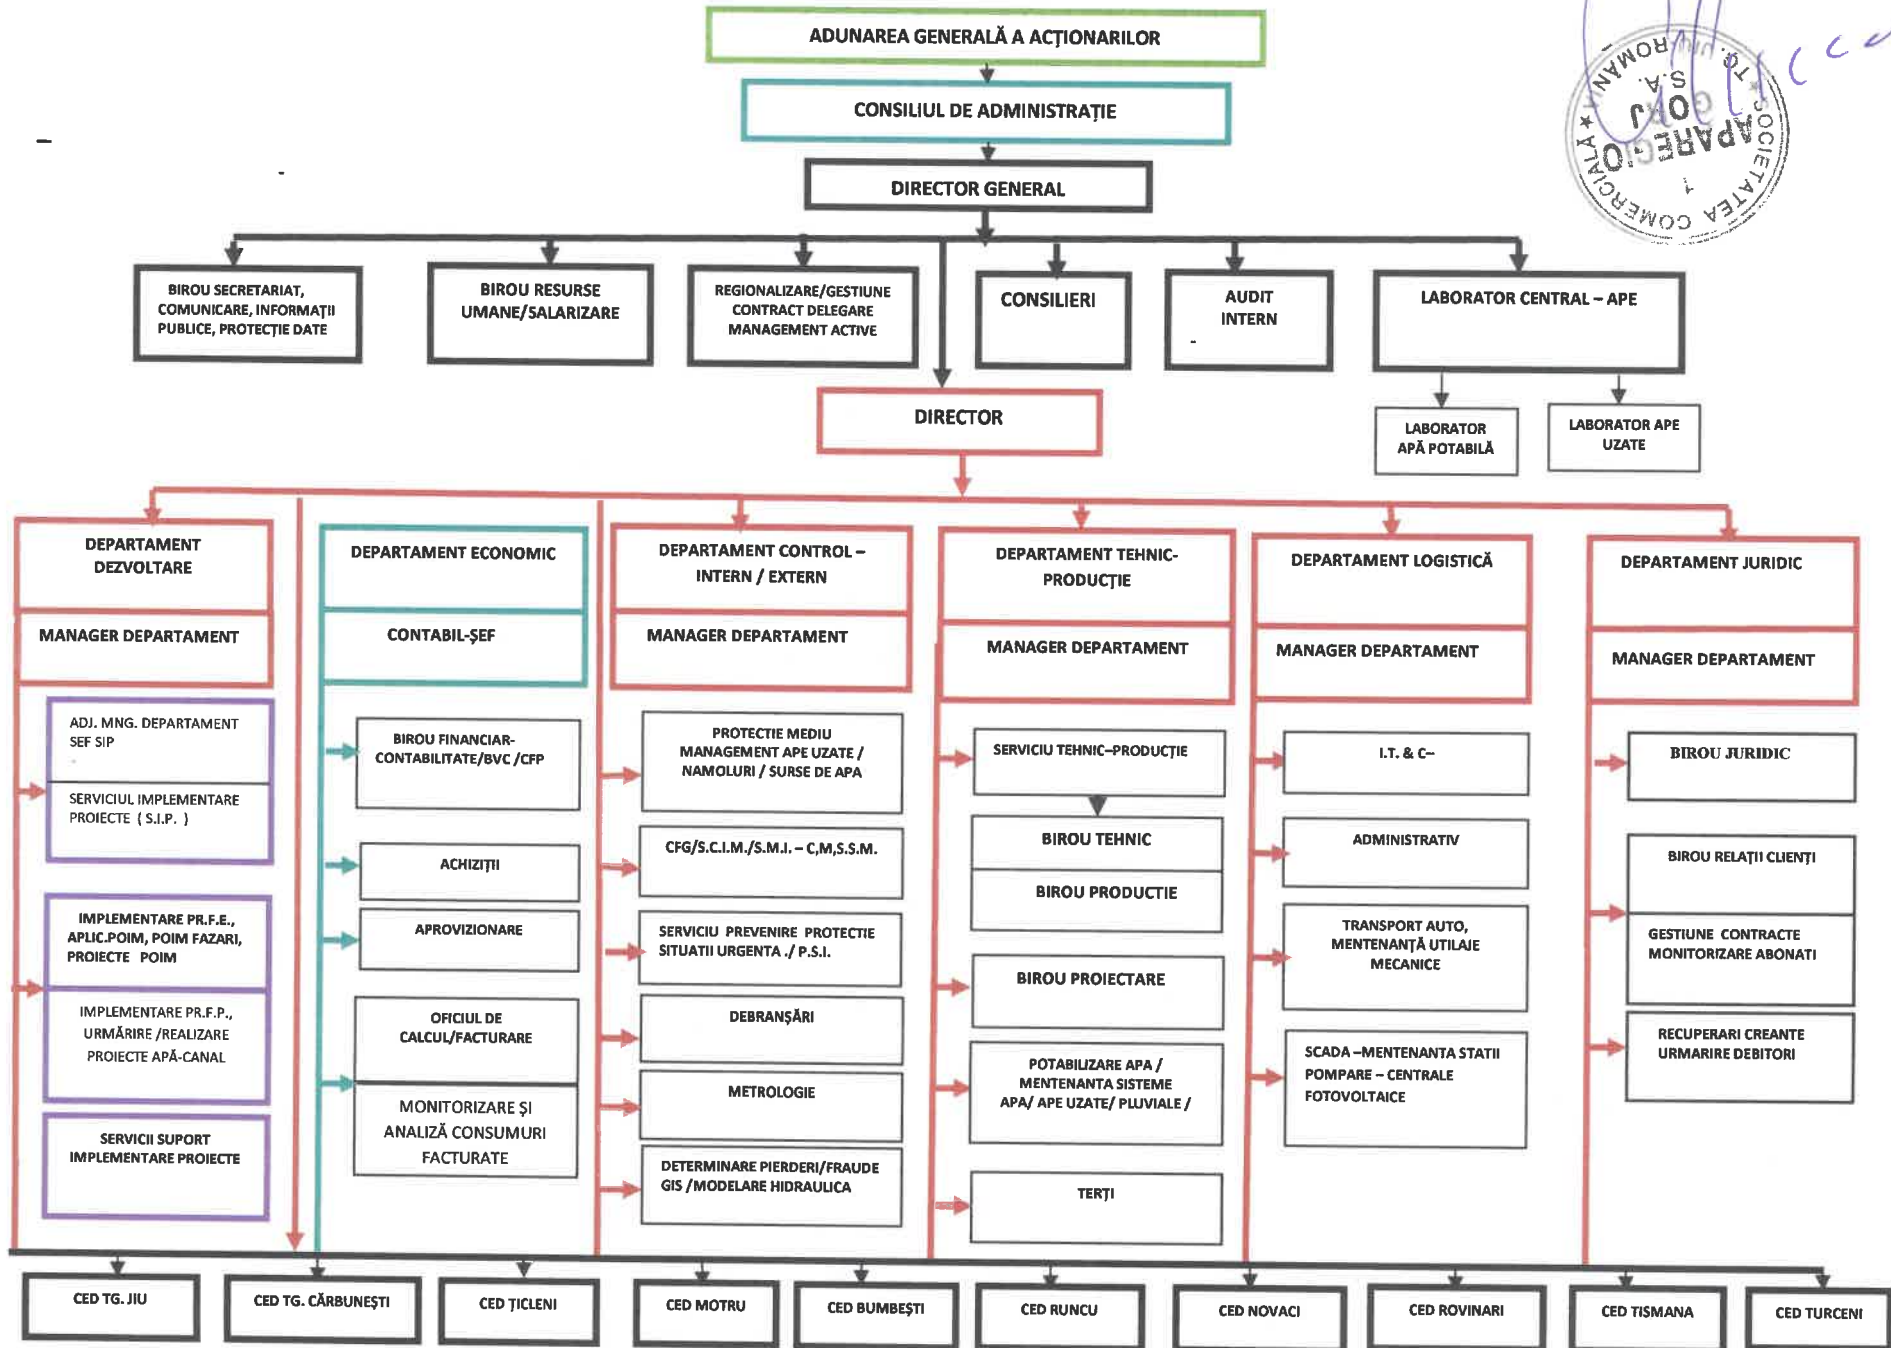 ADUNAREA GENERALĂ A ACȚIONARILOR
CONSILIUL DE ADMINISTRAȚIE
DIRECTOR GENERAL
SOCIETATEA COMERCIALĂ ★ ROMÂNIA ★ TG. JIU
APAREGIO
GORJ
S.A.
1
BIROU SECRETARIAT,
COMUNICARE, INFORMAȚII
PUBLICE, PROTECȚIE DATE
BIROU RESURSE
UMANE/SALARIZARE
REGIONALIZARE/GESTIUNE
CONTRACT DELEGARE
MANAGEMENT ACTIVE
CONSILIERI
AUDIT
INTERN
LABORATOR CENTRAL – APE
LABORATOR
APĂ POTABILĂ
LABORATOR APE
UZATE
DIRECTOR
DEPARTAMENT
DEZVOLTARE
MANAGER DEPARTAMENT
ADJ. MNG. DEPARTAMENT
SEF SIP
SERVICIUL IMPLEMENTARE
PROIECTE ( S.I.P. )
IMPLEMENTARE PR.F.E.,
APLIC.POIM, POIM FAZARI,
PROIECTE POIM
IMPLEMENTARE PR.F.P.,
URMĂRIRE /REALIZARE
PROIECTE APĂ-CANAL
SERVICII SUPORT
IMPLEMENTARE PROIECTE
DEPARTAMENT ECONOMIC
CONTABIL-ȘEF
BIROU FINANCIAR-
CONTABILITATE/BVC /CFP
ACHIZIȚII
APROVIZIONARE
OFICIUL DE
CALCUL/FACTURARE
MONITORIZARE ȘI
ANALIZĂ CONSUMURI
FACTURATE
DEPARTAMENT CONTROL –
INTERN / EXTERN
MANAGER DEPARTAMENT
PROTECTIE MEDIU
MANAGEMENT APE UZATE /
NAMOLURI / SURSE DE APA
CFG/S.C.I.M./S.M.I. – C,M,S.S.M.
SERVICIU PREVENIRE PROTECTIE
SITUATII URGENTA ./ P.S.I.
DEBRANȘĂRI
METROLOGIE
DETERMINARE PIERDERI/FRAUDE
GIS /MODELARE HIDRAULICA
DEPARTAMENT TEHNIC-
PRODUCȚIE
MANAGER DEPARTAMENT
SERVICIU TEHNIC–PRODUCȚIE
BIROU TEHNIC
BIROU PRODUCTIE
BIROU PROIECTARE
POTABILIZARE APA /
MENTENANTA SISTEME
APA/ APE UZATE/ PLUVIALE /
TERȚI
DEPARTAMENT LOGISTICĂ
MANAGER DEPARTAMENT
I.T. & C–
ADMINISTRATIV
TRANSPORT AUTO,
MENTENANȚĂ UTILAJE
MECANICE
SCADA –MENTENANTA STATII
POMPARE – CENTRALE
FOTOVOLTAICE
DEPARTAMENT JURIDIC
MANAGER DEPARTAMENT
BIROU JURIDIC
BIROU RELAȚII CLIENȚI
GESTIUNE CONTRACTE
MONITORIZARE ABONATI
RECUPERARI CREANTE
URMARIRE DEBITORI
CED TG. JIU
CED TG. CĂRBUNEȘTI
CED ȚICLENI
CED MOTRU
CED BUMBEȘTI
CED RUNCU
CED NOVACI
CED ROVINARI
CED TISMANA
CED TURCENI